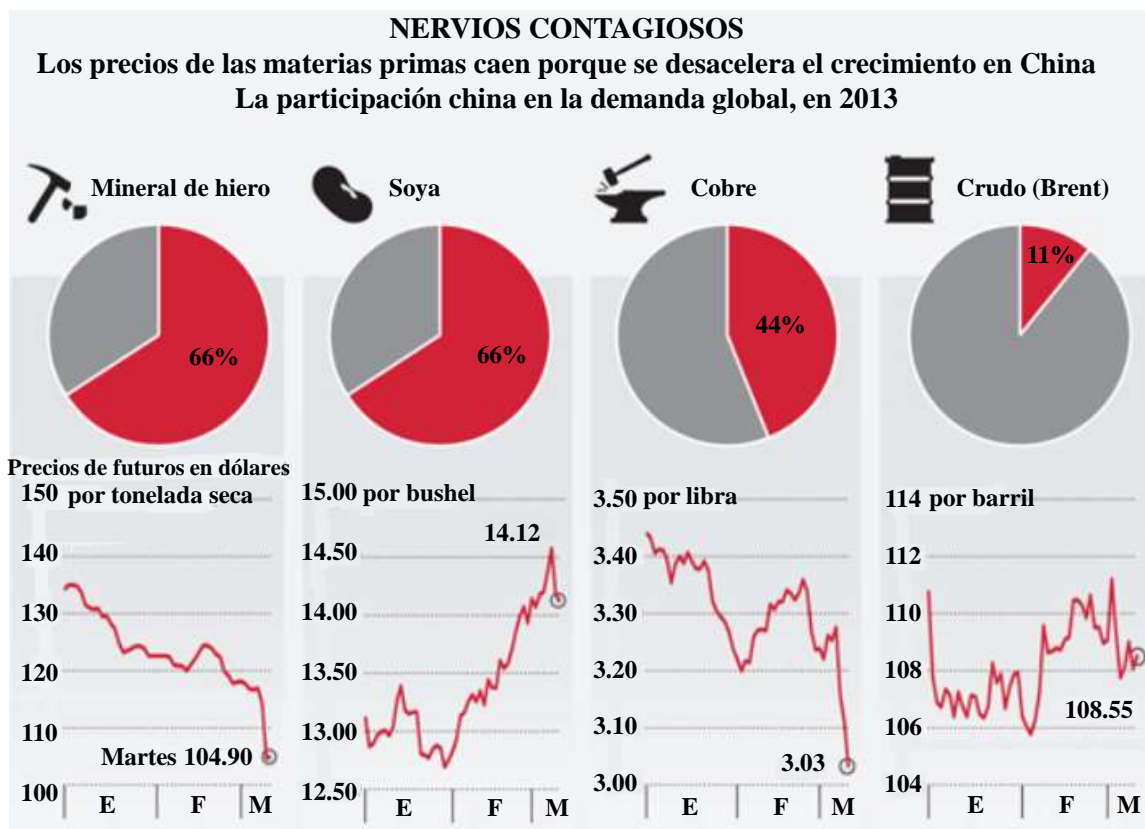 NERVIOS CONTAGIOSOS
Los precios de las materias primas caen porque se desacelera el crecimiento en China
La participación china en la demanda global, en 2013
Mineral de hiero
Soya
Cobre
Crudo (Brent)
66%
66%
44%
11%
Precios de futuros en dólares
por tonelada seca
150
140
130
120
110
100
Martes 104.90
E F M
por bushel
15.00
14.50
14.00
13.50
13.00
12.50
14.12
E F M
por libra
3.50
3.40
3.30
3.20
3.10
3.00
3.03
E F M
por barril
114
112
110
108
106
104
108.55
E F M